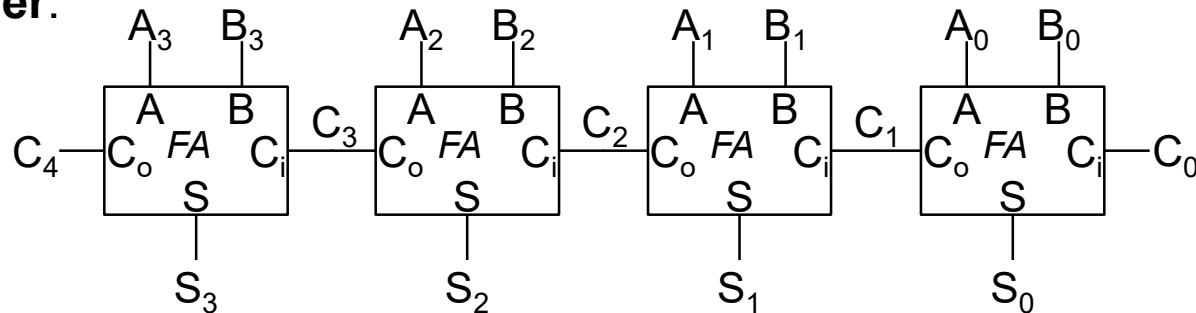 er.
A₃ B₃ A₂ B₂ A₁ B₁ A₀ B₀
A B A B A B A B
C₄ Cₒ FA Cᵢ C₃ Cₒ FA Cᵢ C₂ Cₒ FA Cᵢ C₁ Cₒ FA Cᵢ C₀
S S S S
S₃ S₂ S₁ S₀